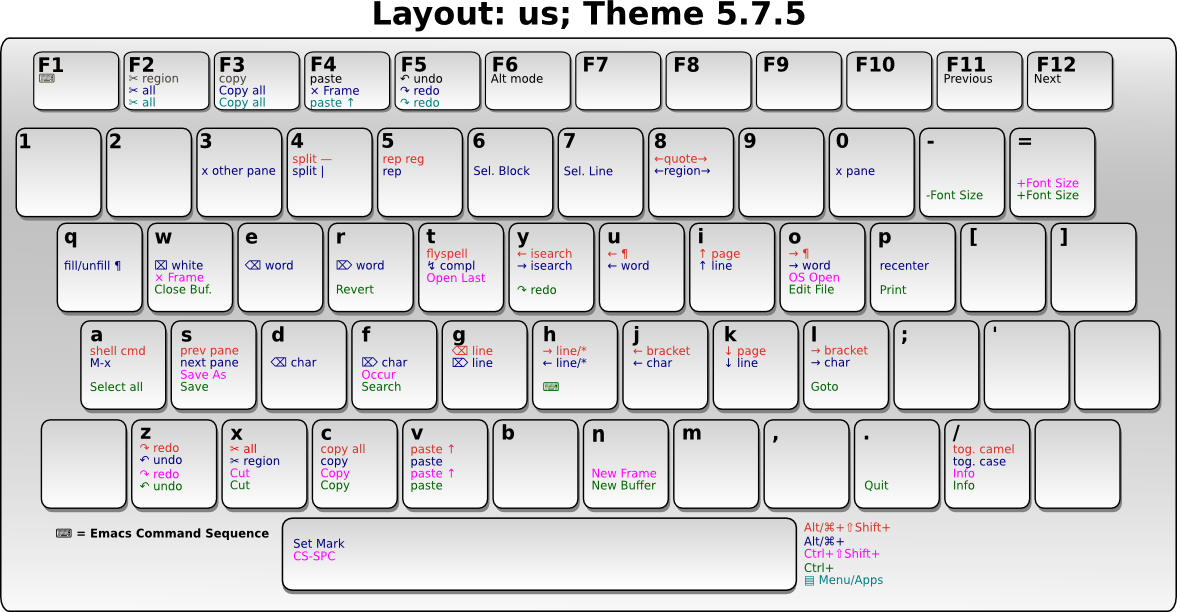 Layout: us; Theme 5.7.5
F1
⌨
F2
✂ region
✂ all
✂ all
F3
copy
Copy all
Copy all
F4
paste
× Frame
paste ↑
F5
↶ undo
↷ redo
↷ redo
F6
Alt mode
F7
F8
F9
F10
F11
Previous
F12
Next
1
2
3
x other pane
4
split —
split |
5
rep reg
rep
6
Sel. Block
7
Sel. Line
8
←quote→
←region→
9
0
x pane
-
-Font Size
=
+Font Size
+Font Size
q
fill/unfill ¶
w
⌧ white
× Frame
Close Buf.
e
⌫ word
r
⌦ word
Revert
t
flyspell
↯ compl
Open Last
y
← isearch
→ isearch
↷ redo
u
← ¶
← word
i
↑ page
↑ line
o
→ ¶
→ word
OS Open
Edit File
p
recenter
Print
[
]
a
shell cmd
M-x
Select all
s
prev pane
next pane
Save As
Save
d
⌫ char
f
⌦ char
Occur
Search
g
⌫ line
⌦ line
h
→ line/*
← line/*
⌨
j
← bracket
← char
k
↓ page
↓ line
l
→ bracket
→ char
Goto
;
'
z
↷ redo
↶ undo
↷ redo
↶ undo
x
✂ all
✂ region
Cut
Cut
c
copy all
copy
Copy
Copy
v
paste ↑
paste
paste ↑
paste
b
n
New Frame
New Buffer
m
,
.
Quit
/
tog. camel
tog. case
Info
Info
⌨ = Emacs Command Sequence
Set Mark
CS-SPC
Alt/⌘+⇧Shift+
Alt/⌘+
Ctrl+⇧Shift+
Ctrl+
▤ Menu/Apps